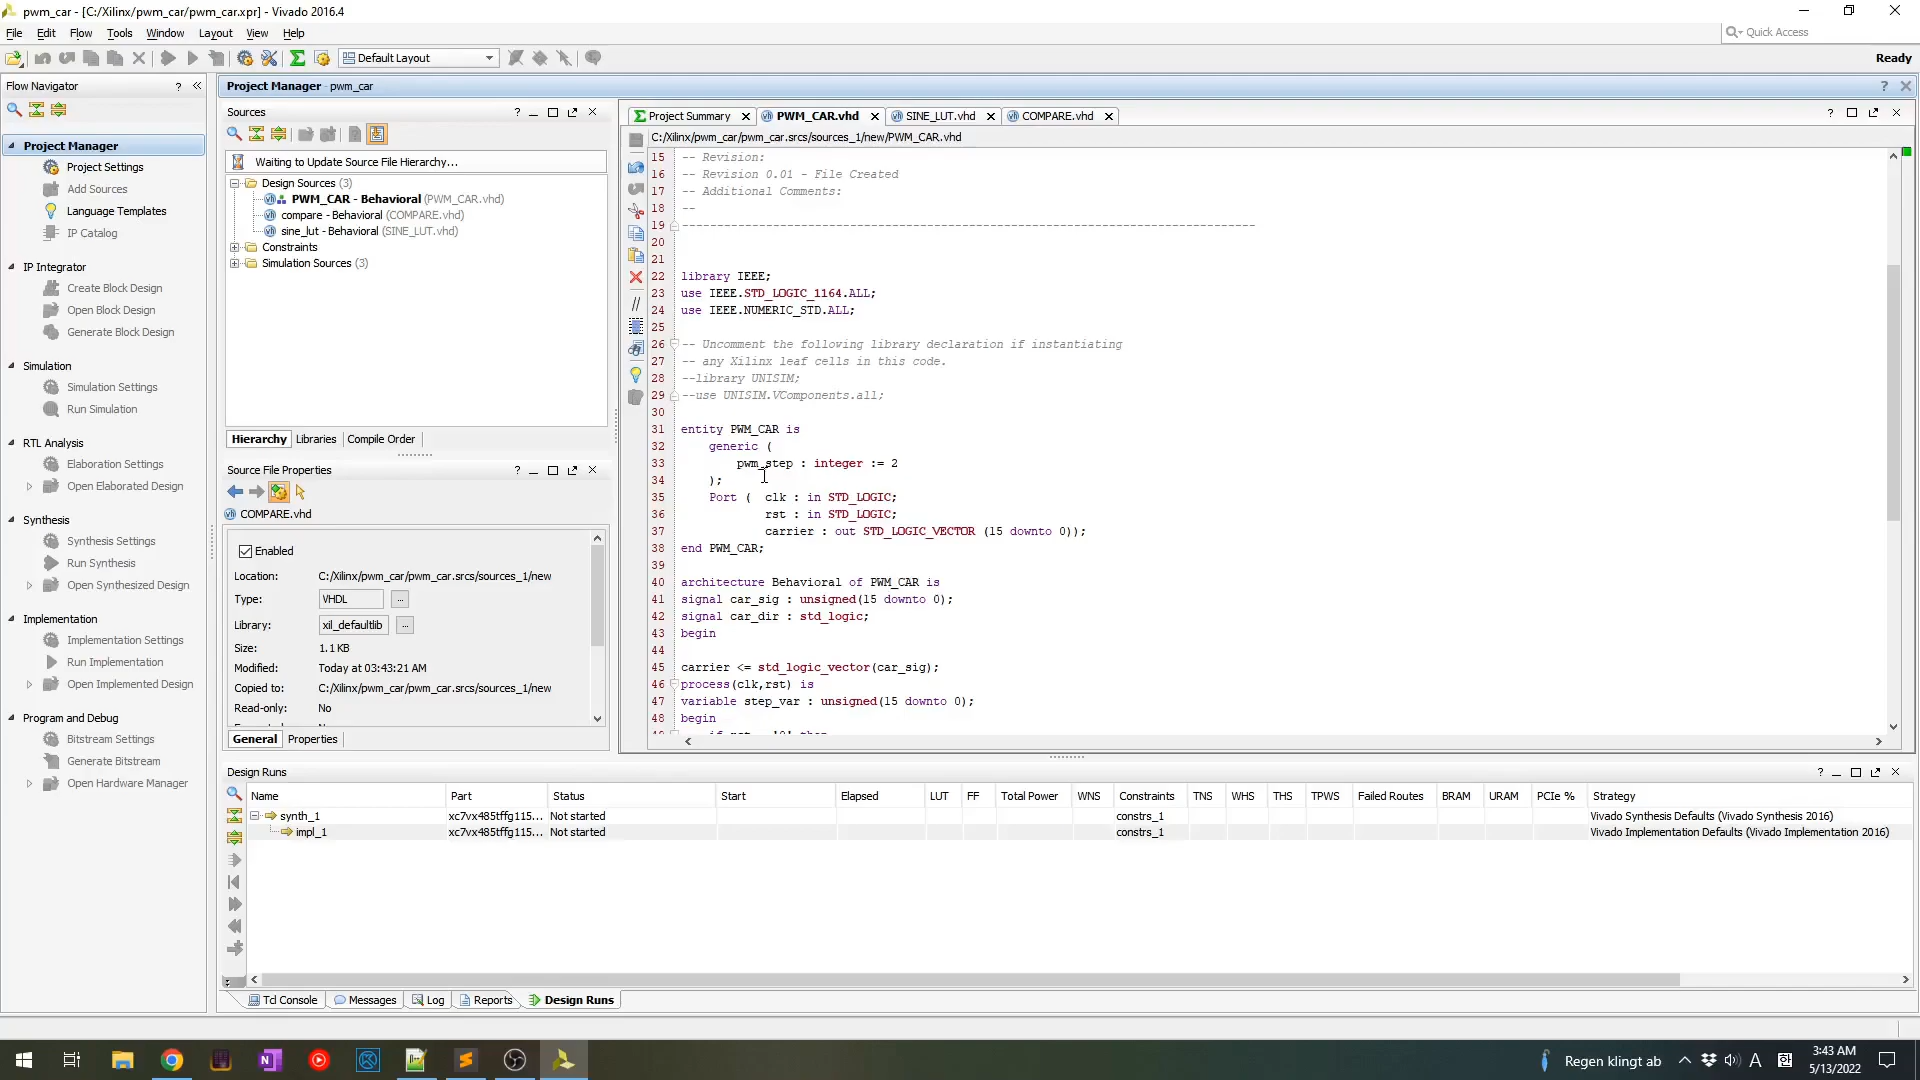 pwm_car - [C:/Xilinx/pwm_car/pwm_car.xpr] - Vivado 2016.4
File Edit Flow Tools Window Layout View Help
Quick Access
Default Layout
Ready
Flow Navigator
Project Manager
Project Settings
Add Sources
Language Templates
IP Catalog
IP Integrator
Create Block Design
Open Block Design
Generate Block Design
Simulation
Simulation Settings
Run Simulation
RTL Analysis
Elaboration Settings
Open Elaborated Design
Synthesis
Synthesis Settings
Run Synthesis
Open Synthesized Design
Implementation
Implementation Settings
Run Implementation
Open Implemented Design
Program and Debug
Bitstream Settings
Generate Bitstream
Open Hardware Manager
Project Manager - pwm_car
Sources
Waiting to Update Source File Hierarchy...
Design Sources (3)
PWM_CAR - Behavioral (PWM_CAR.vhd)
compare - Behavioral (COMPARE.vhd)
sine_lut - Behavioral (SINE_LUT.vhd)
Constraints
Simulation Sources (3)
Hierarchy Libraries Compile Order
Source File Properties
COMPARE.vhd
Enabled
Location: C:/Xilinx/pwm_car/pwm_car.srcs/sources_1/new
Type: VHDL ...
Library: xil_defaultlib ...
Size: 1.1 KB
Modified: Today at 03:43:21 AM
Copied to: C:/Xilinx/pwm_car/pwm_car.srcs/sources_1/new
Read-only: No
General Properties
Project Summary PWM_CAR.vhd SINE_LUT.vhd COMPARE.vhd
C:/Xilinx/pwm_car/pwm_car.srcs/sources_1/new/PWM_CAR.vhd
15 -- Revision:
16 -- Revision 0.01 - File Created
17 -- Additional Comments:
18 --
19 ----------------------------------------------------------------------------------
20
21
22 library IEEE;
23 use IEEE.STD_LOGIC_1164.ALL;
24 use IEEE.NUMERIC_STD.ALL;
25
26 -- Uncomment the following library declaration if instantiating
27 -- any Xilinx leaf cells in this code.
28 --library UNISIM;
29 --use UNISIM.VComponents.all;
30
31 entity PWM_CAR is
32 generic (
33 pwm_step : integer := 2
34 );
35 Port ( clk : in STD_LOGIC;
36 rst : in STD_LOGIC;
37 carrier : out STD_LOGIC_VECTOR (15 downto 0));
38 end PWM_CAR;
39
40 architecture Behavioral of PWM_CAR is
41 signal car_sig : unsigned(15 downto 0);
42 signal car_dir : std_logic;
43 begin
44
45 carrier <= std_logic_vector(car_sig);
46 process(clk,rst) is
47 variable step_var : unsigned(15 downto 0);
48 begin
Design Runs
Name Part Status Start Elapsed LUT FF Total Power WNS Constraints TNS WHS THS TPWS Failed Routes BRAM URAM PCIe % Strategy
synth_1 xc7vx485tffg115... Not started constrs_1 Vivado Synthesis Defaults (Vivado Synthesis 2016)
impl_1 xc7vx485tffg115... Not started constrs_1 Vivado Implementation Defaults (Vivado Implementation 2016)
Tcl Console Messages Log Reports Design Runs
Regen klingt ab
A
3:43 AM
5/13/2022